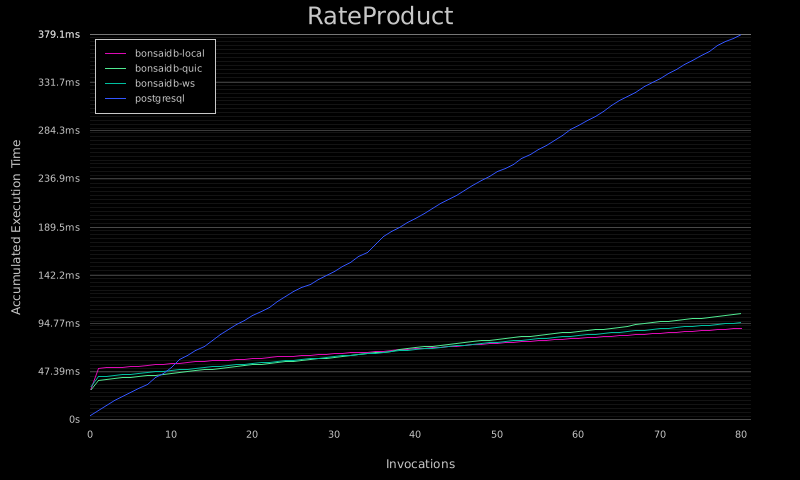 RateProduct
379.1ms
bonsaidb-local
bonsaidb-quic
bonsaidb-ws
postgresql
331.7ms
284.3ms
236.9ms
189.5ms
142.2ms
94.77ms
47.39ms
0s
Accumulated Execution Time
0 10 20 30 40 50 60 70 80
Invocations